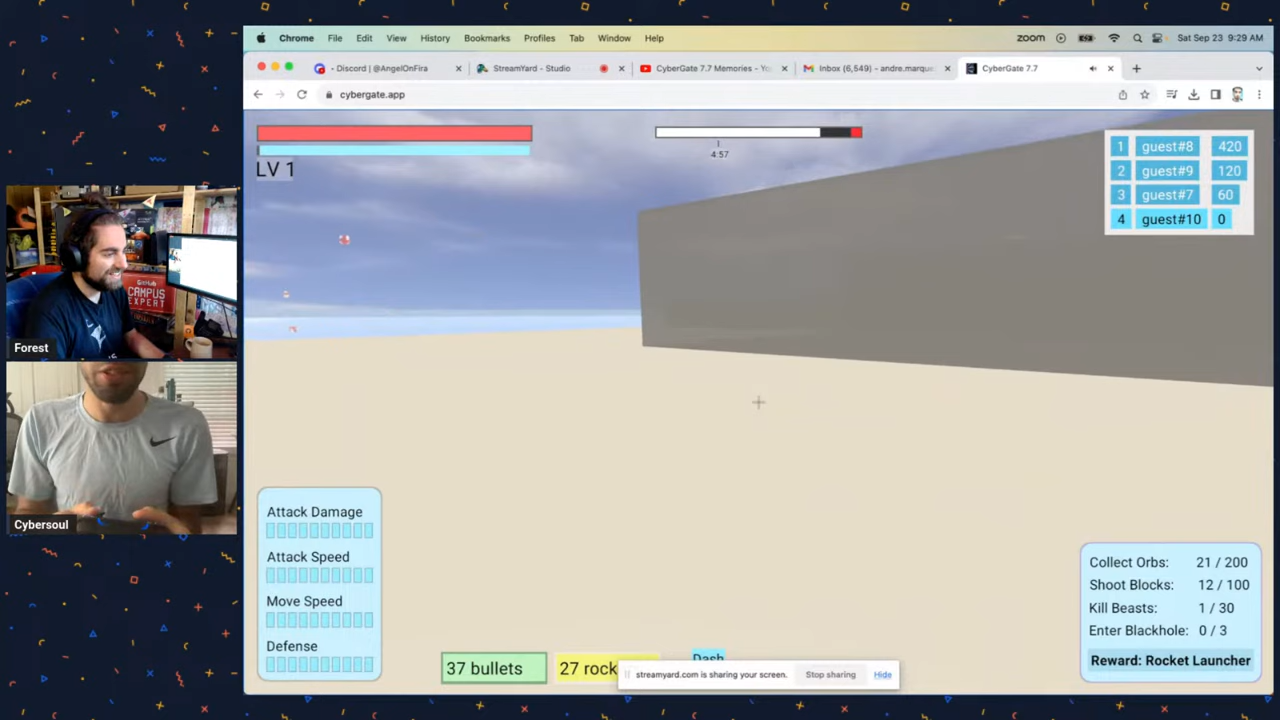 Chrome File Edit View History Bookmarks Profiles Tab Window Help
zoom Sat Sep 23 9:29 AM
- Discord | @AngelOnFira
StreamYard - Studio
CyberGate 7.7 Memories - Yo
Inbox (6,549) - andre.marque
CyberGate 7.7
cybergate.app
LV 1
1
4:57
1 guest#8 420
2 guest#9 120
3 guest#7 60
4 guest#10 0
GitHub
CAMPUS
EXPERT
Forest
Cybersoul
Attack Damage
Attack Speed
Move Speed
Defense
37 bullets
27 rock
Dash
streamyard.com is sharing your screen.
Stop sharing
Hide
Collect Orbs: 21 / 200
Shoot Blocks: 12 / 100
Kill Beasts: 1 / 30
Enter Blackhole: 0 / 3
Reward: Rocket Launcher